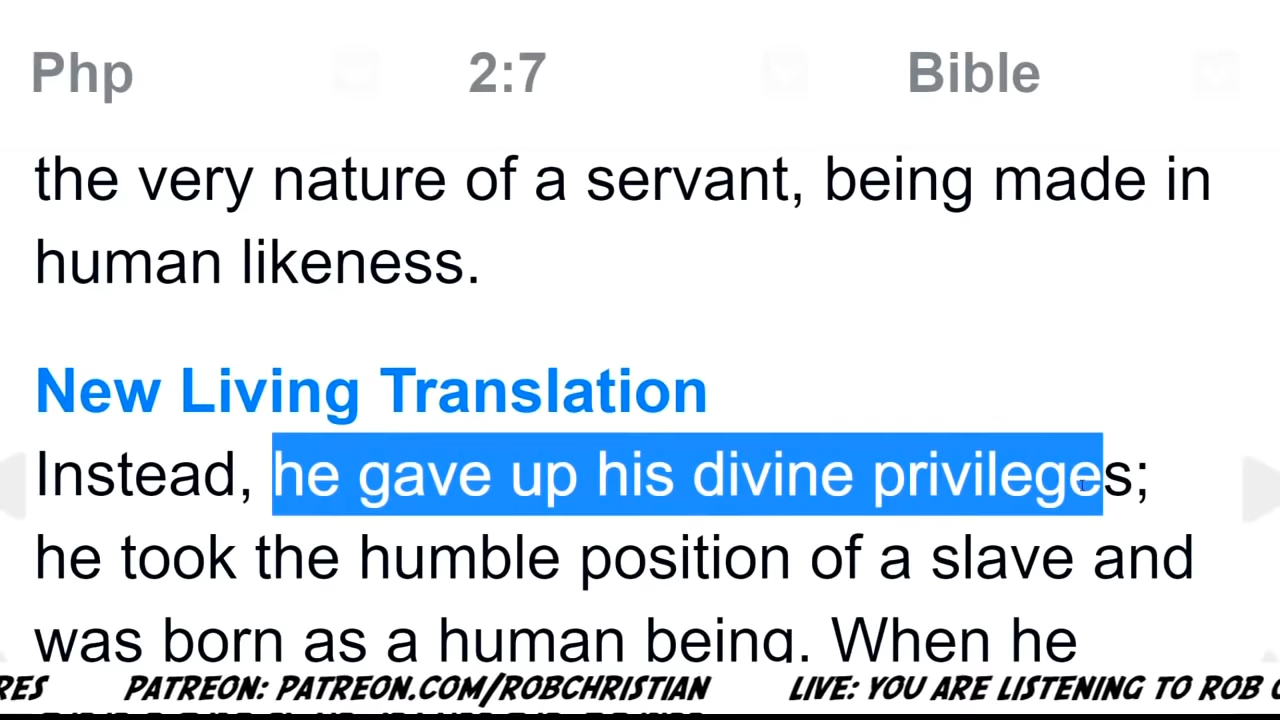 Php 2:7 Bible
the very nature of a servant, being made in
human likeness.
New Living Translation
Instead, he gave up his divine privileges;
he took the humble position of a slave and
was born as a human being. When he
RES PATREON: PATREON.COM/ROBCHRISTIAN LIVE: YOU ARE LISTENING TO ROB C